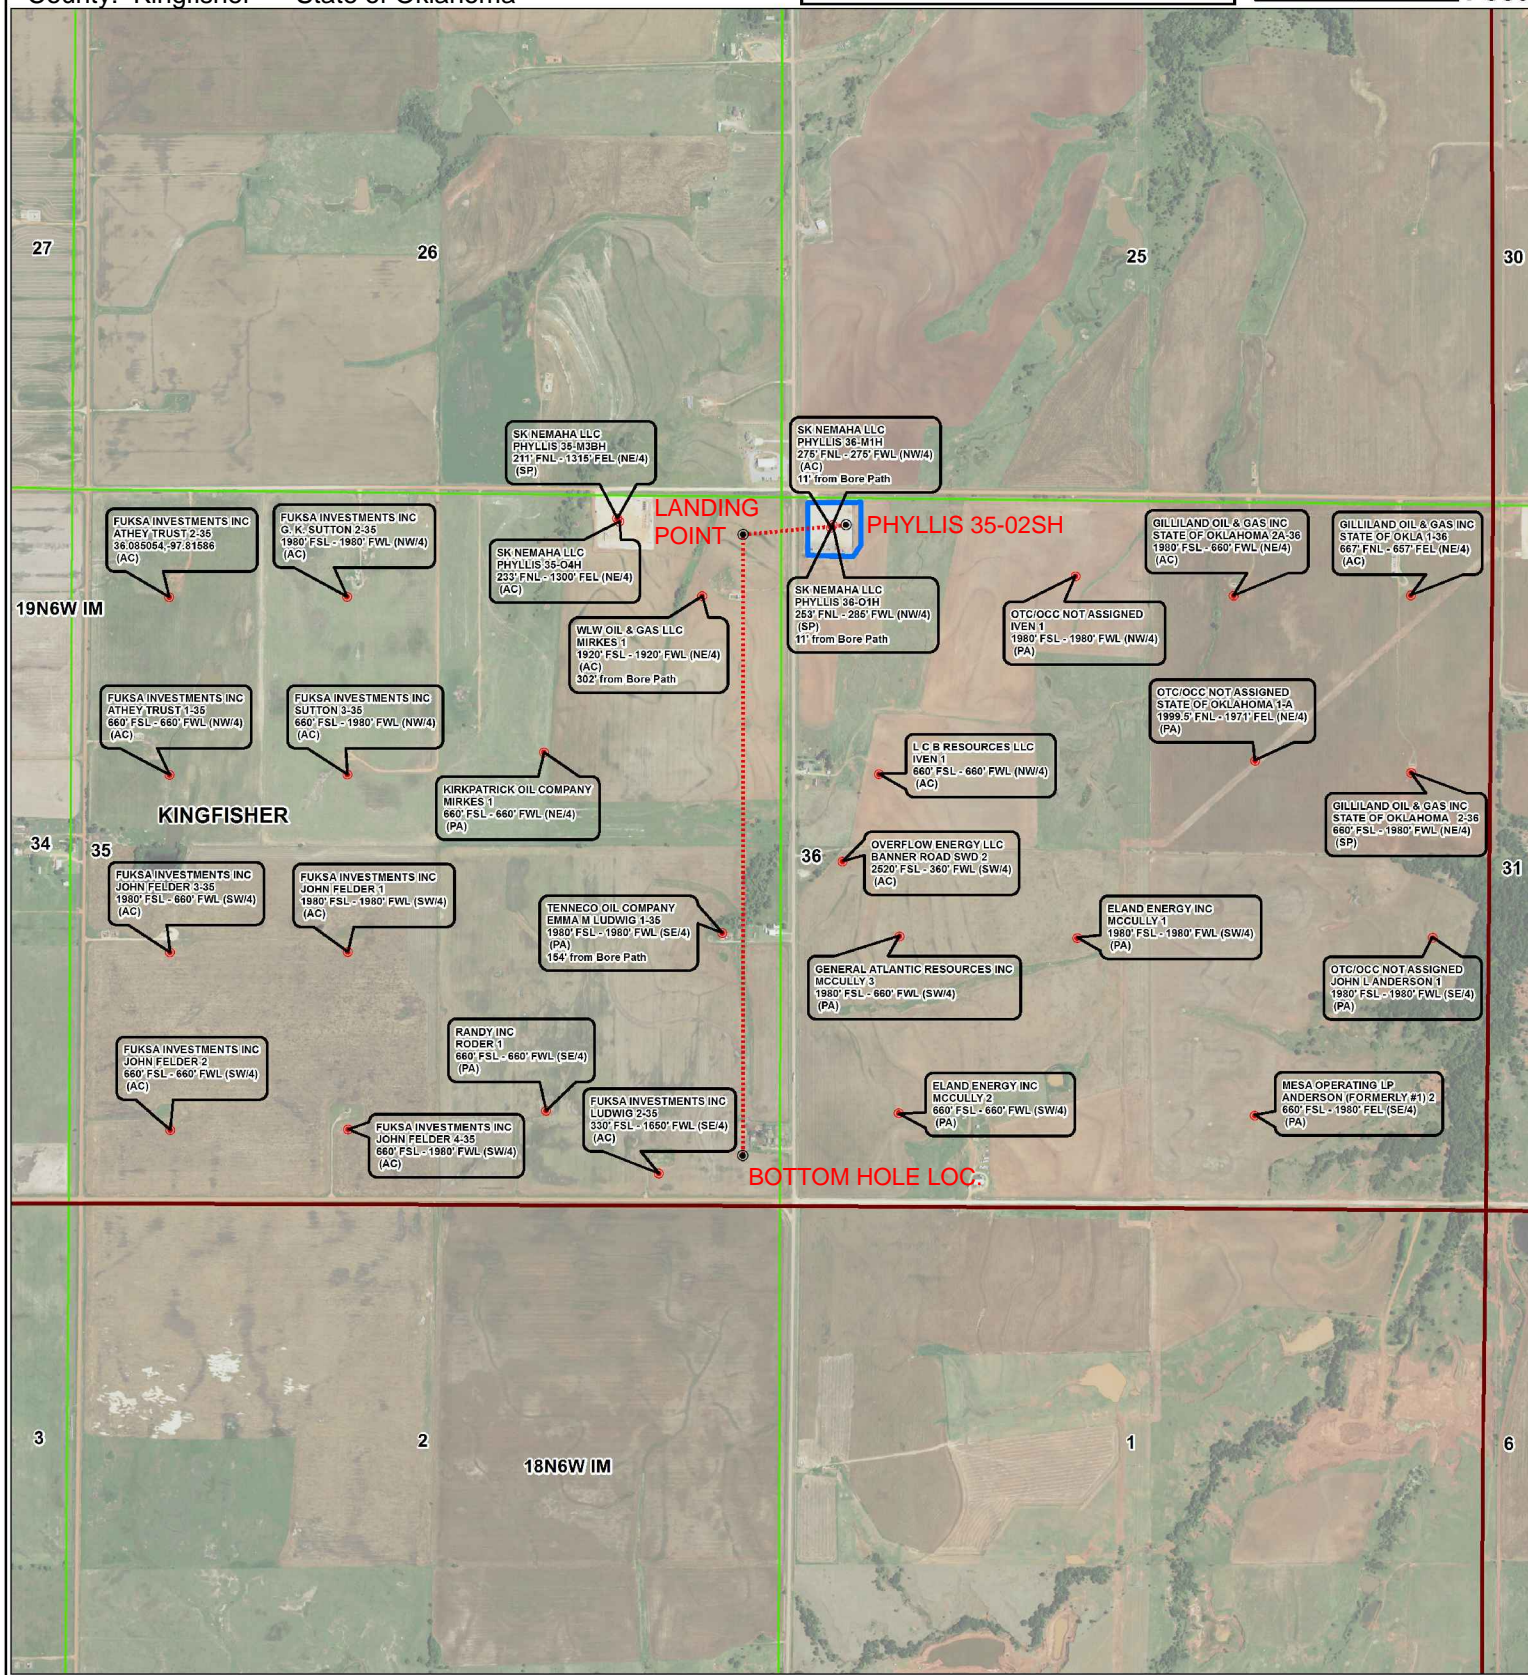 County: Kingfisher State of Oklahoma
27
26
25
30
SK NEMAHA LLC
PHYLLIS 35-M3BH
211' FNL - 1315' FEL (NE/4)
(SP)
SK NEMAHA LLC
PHYLLIS 36-M1H
275' FNL - 275' FWL (NW/4)
(AC)
11' from Bore Path
LANDING
POINT
PHYLLIS 35-02SH
FUKSA INVESTMENTS INC
ATHEY TRUST 2-35
36.085054,-97.81586
(AC)
FUKSA INVESTMENTS INC
G. K. SUTTON 2-35
1980' FSL - 1980' FWL (NW/4)
(AC)
SK NEMAHA LLC
PHYLLIS 35-O4H
233' FNL - 1300' FEL (NE/4)
(AC)
GILLILAND OIL & GAS INC
STATE OF OKLAHOMA 2A-36
1980' FSL - 660' FWL (NE/4)
(AC)
GILLILAND OIL & GAS INC
STATE OF OKLA 1-36
667' FNL - 657' FEL (NE/4)
(AC)
19N6W IM
SK NEMAHA LLC
PHYLLIS 36-O1H
253' FNL - 285' FWL (NW/4)
(SP)
11' from Bore Path
WLW OIL & GAS LLC
MIRKES 1
1920' FSL - 1920' FWL (NE/4)
(AC)
302' from Bore Path
OTC/OCC NOT ASSIGNED
IVEN 1
1980' FSL - 1980' FWL (NW/4)
(PA)
FUKSA INVESTMENTS INC
ATHEY TRUST 1-35
660' FSL - 660' FWL (NW/4)
(AC)
FUKSA INVESTMENTS INC
SUTTON 3-35
660' FSL - 1980' FWL (NW/4)
(AC)
OTC/OCC NOT ASSIGNED
STATE OF OKLAHOMA 1-A
1999.5' FNL - 1971' FEL (NE/4)
(PA)
L C B RESOURCES LLC
IVEN 1
660' FSL - 660' FWL (NW/4)
(AC)
KIRKPATRICK OIL COMPANY
MIRKES 1
660' FSL - 660' FWL (NE/4)
(PA)
GILLILAND OIL & GAS INC
STATE OF OKLAHOMA 2-36
660' FSL - 1980' FWL (NE/4)
(SP)
KINGFISHER
34
35
36
31
OVERFLOW ENERGY LLC
BANNER ROAD SWD 2
2520' FSL - 360' FWL (SW/4)
(AC)
FUKSA INVESTMENTS INC
JOHN FELDER 3-35
1980' FSL - 660' FWL (SW/4)
(AC)
FUKSA INVESTMENTS INC
JOHN FELDER 1
1980' FSL - 1980' FWL (SW/4)
(AC)
TENNECO OIL COMPANY
EMMA M LUDWIG 1-35
1980' FSL - 1980' FWL (SE/4)
(PA)
154' from Bore Path
ELAND ENERGY INC
MCCULLY 1
1980' FSL - 1980' FWL (SW/4)
(PA)
GENERAL ATLANTIC RESOURCES INC
MCCULLY 3
1980' FSL - 660' FWL (SW/4)
(PA)
OTC/OCC NOT ASSIGNED
JOHN L ANDERSON 1
1980' FSL - 1980' FWL (SE/4)
(PA)
FUKSA INVESTMENTS INC
JOHN FELDER 2
660' FSL - 660' FWL (SW/4)
(AC)
RANDY INC
RODER 1
660' FSL - 660' FWL (SE/4)
(PA)
FUKSA INVESTMENTS INC
LUDWIG 2-35
330' FSL - 1650' FWL (SE/4)
(AC)
FUKSA INVESTMENTS INC
JOHN FELDER 4-35
660' FSL - 1980' FWL (SW/4)
(AC)
ELAND ENERGY INC
MCCULLY 2
660' FSL - 660' FWL (SW/4)
(PA)
MESA OPERATING LP
ANDERSON (FORMERLY #1) 2
660' FSL - 1980' FEL (SE/4)
(PA)
BOTTOM HOLE LOC.
3
2
18N6W IM
1
6